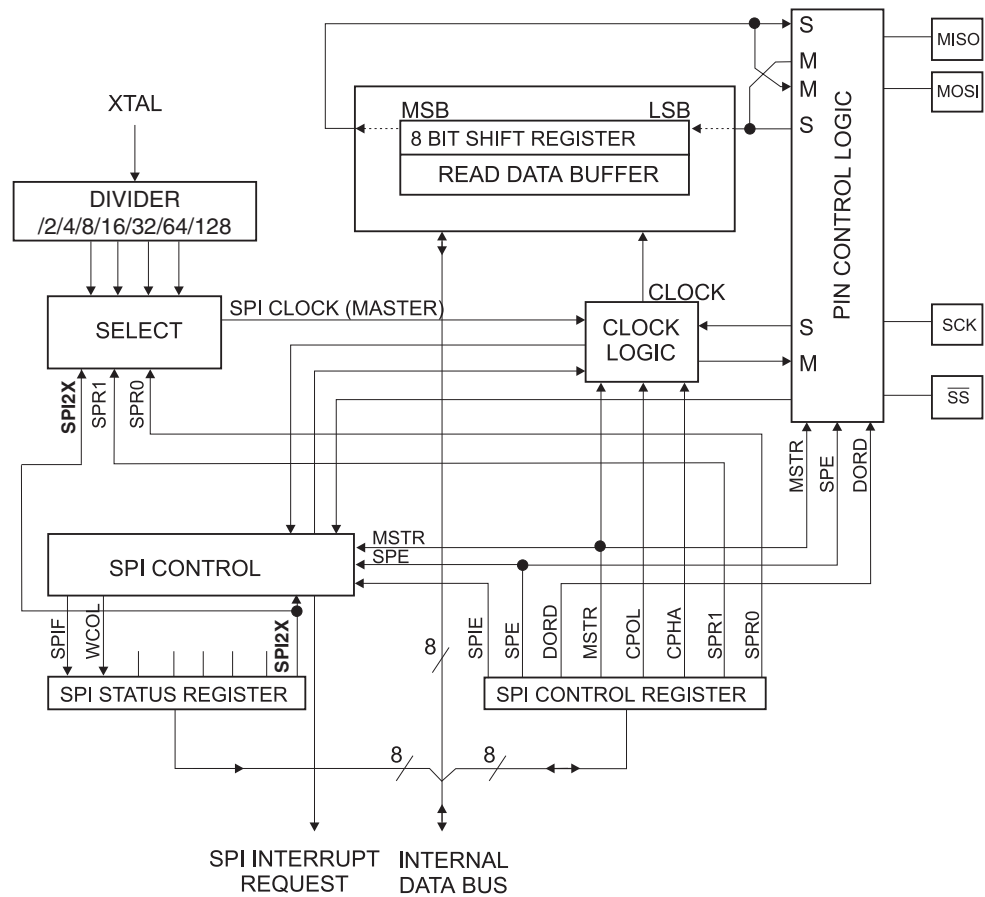 S
MISO
M
M
MOSI
S
XTAL
MSB
LSB
8 BIT SHIFT REGISTER
READ DATA BUFFER
DIVIDER
/2/4/8/16/32/64/128
PIN CONTROL LOGIC
SPI CLOCK (MASTER)
CLOCK
SELECT
CLOCK
LOGIC
S
M
SCK
SS
SPI2X
SPR1
SPR0
MSTR
SPE
DORD
MSTR
SPE
SPI CONTROL
SPIF
WCOL
SPI2X
SPIE
SPE
DORD
MSTR
CPOL
CPHA
SPR1
SPR0
8
SPI STATUS REGISTER
SPI CONTROL REGISTER
8
8
SPI INTERRUPT
REQUEST
INTERNAL
DATA BUS